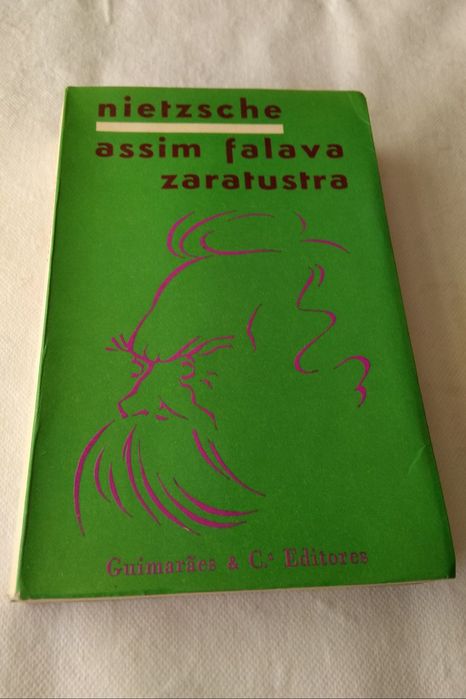 nietzsche
assim falava
zaratustra
Guimarães & C.ª Editores